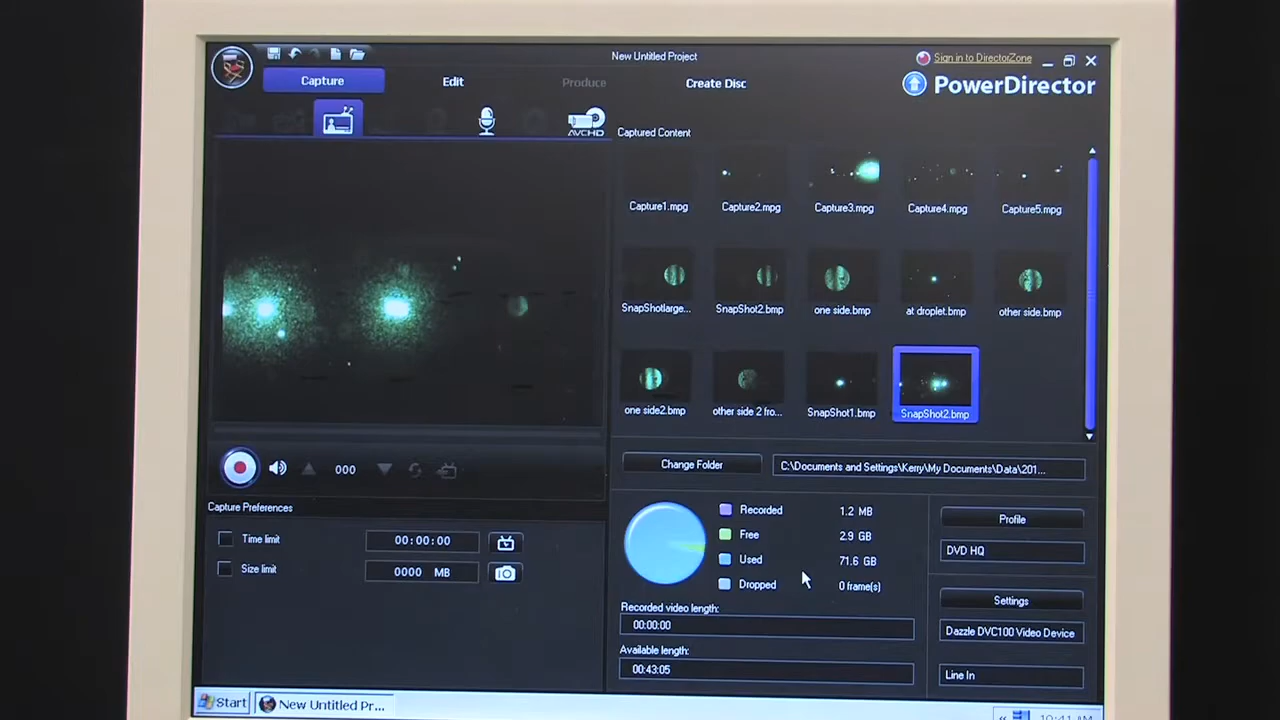 New Untitled Project
Sign in to DirectorZone
Capture
Edit
Produce
Create Disc
PowerDirector
AVCHD
Captured Content
Capture1.mpg
Capture2.mpg
Capture3.mpg
Capture4.mpg
Capture5.mpg
SnapShotlarge...
SnapShot2.bmp
one side.bmp
at droplet.bmp
other side.bmp
one side2.bmp
other side 2 fro...
SnapShot1.bmp
SnapShot2.bmp
000
Change Folder
C:\Documents and Settings\Kerry\My Documents\Data\201...
Capture Preferences
Time limit
00:00:00
Size limit
0000 MB
Recorded 1.2 MB
Free 2.9 GB
Used 71.6 GB
Dropped 0 frame(s)
Recorded video length:
00:00:00
Available length:
00:43:05
Profile
DVD HQ
Settings
Dazzle DVC100 Video Device
Line In
Start
New Untitled Pr...
10:41 AM